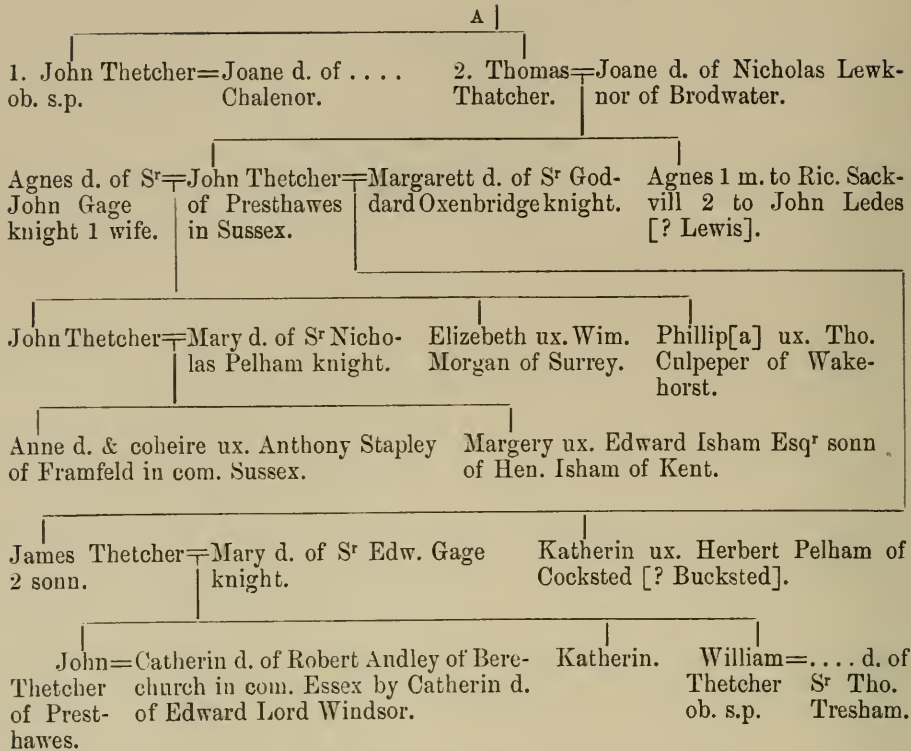 A
1. John Thetcher=Joane d. of . . . .
ob. s.p. Chalenor.
2. Thomas=Joane d. of Nicholas Lewk-
Thatcher. nor of Brodwater.
Agnes d. of Sr=John Thetcher=Margarett d. of Sr God-
John Gage of Presthawes dard Oxenbridge knight.
knight 1 wife. in Sussex.
Agnes 1 m. to Ric. Sack-
vill 2 to John Ledes
[? Lewis].
John Thetcher=Mary d. of Sr Nicho-
las Pelham knight.
Elizebeth ux. Wim.
Morgan of Surrey.
Phillip[a] ux. Tho.
Culpeper of Wake-
horst.
Anne d. & coheire ux. Anthony Stapley
of Framfeld in com. Sussex.
Margery ux. Edward Isham Esqr sonn
of Hen. Isham of Kent.
James Thetcher=Mary d. of Sr Edw. Gage
2 sonn. knight.
Katherin ux. Herbert Pelham of
Cocksted [? Bucksted].
John=Catherin d. of Robert Andley of Bere-
Thetcher church in com. Essex by Catherin d.
of Prest- of Edward Lord Windsor.
hawes.
Katherin.
William=. . . . d. of
Thetcher Sr Tho.
ob. s.p. Tresham.